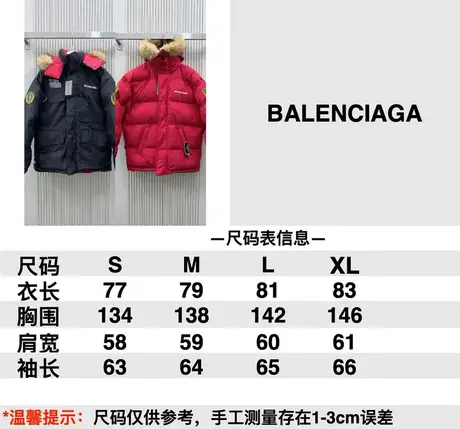 BALENCIAGA
—尺码表信息—
尺码 S M L XL
衣长 77 79 81 83
胸围 134 138 142 146
肩宽 58 59 60 61
袖长 63 64 65 66
*温馨提示：尺码仅供参考，手工测量存在1-3cm误差